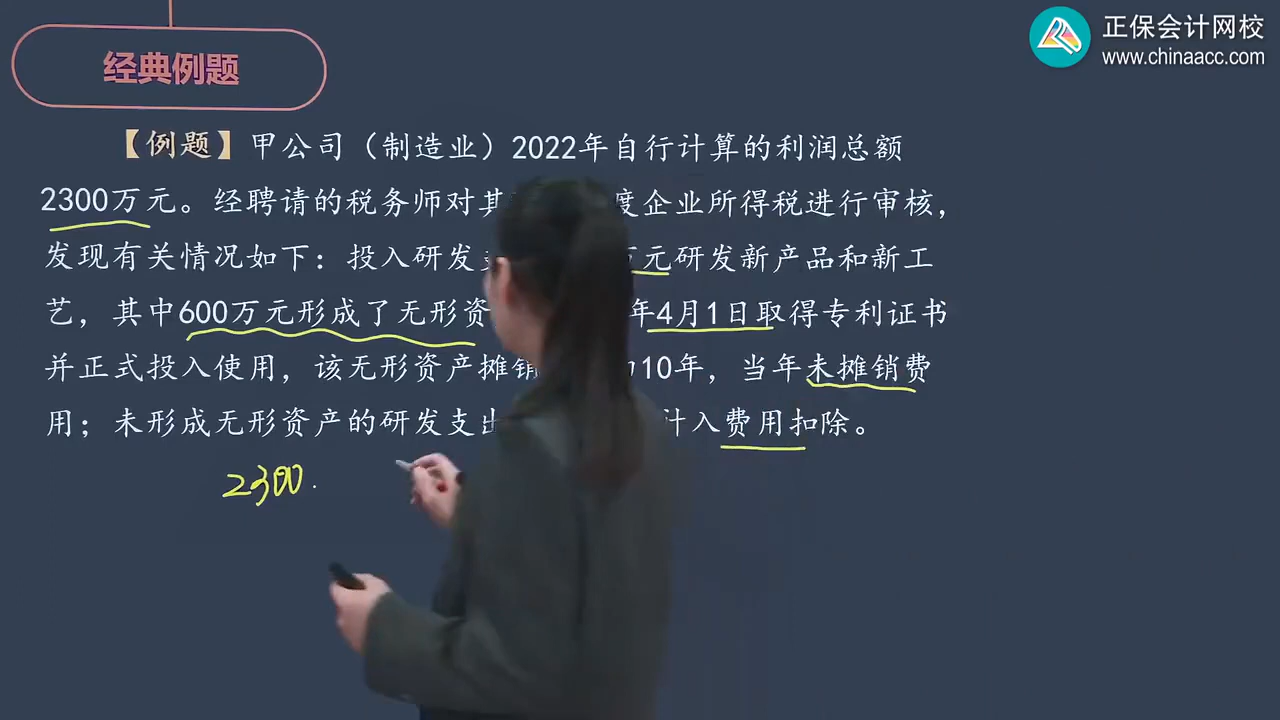 正保会计网校
www.chinaacc.com
经典例题
【例题】甲公司（制造业）2022年自行计算的利润总额
2300万元。经聘请的税务师对其 度企业所得税进行审核，
发现有关情况如下：投入研发 万元研发新产品和新工
艺，其中600万元形成了无形资 年4月1日取得专利证书
并正式投入使用，该无形资产摊销 10年，当年未摊销费
用；未形成无形资产的研发支出 计入费用扣除。
2300